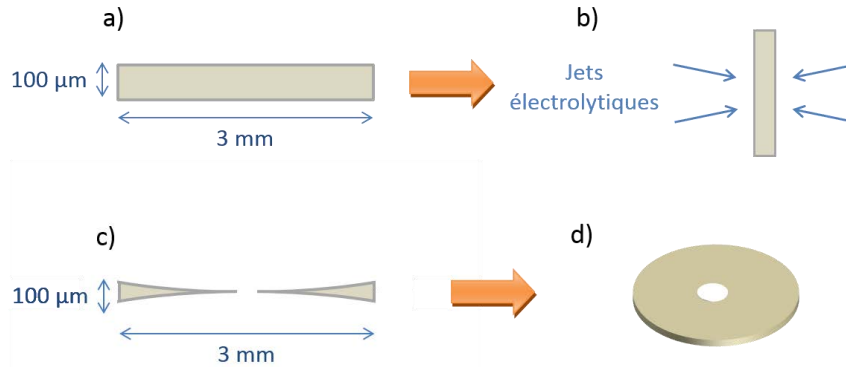 a)
b)
100 µm
Jets
électrolytiques
3 mm
c)
d)
100 µm
3 mm